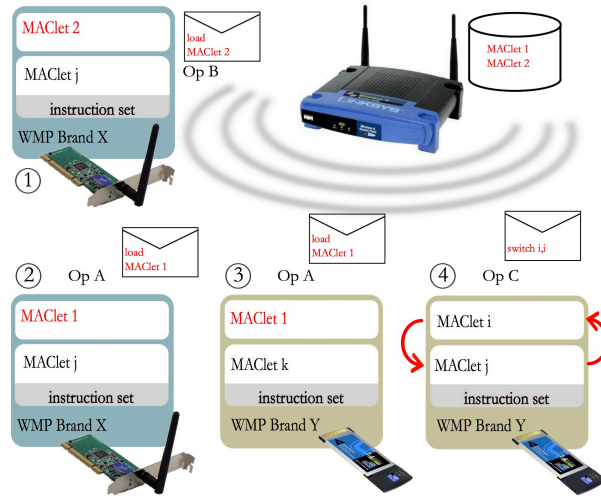 MAClet 2
MAClet j
instruction set
WMP Brand X
1
load
MAClet 2
Op B
LINKSYS
MAClet 1
MAClet 2
2
Op A
load
MAClet 1
MAClet 1
MAClet j
instruction set
WMP Brand X
3
Op A
load
MAClet 1
MAClet 1
MAClet k
instruction set
WMP Brand Y
4
Op C
switch i,i
MAClet i
MAClet j
instruction set
WMP Brand Y